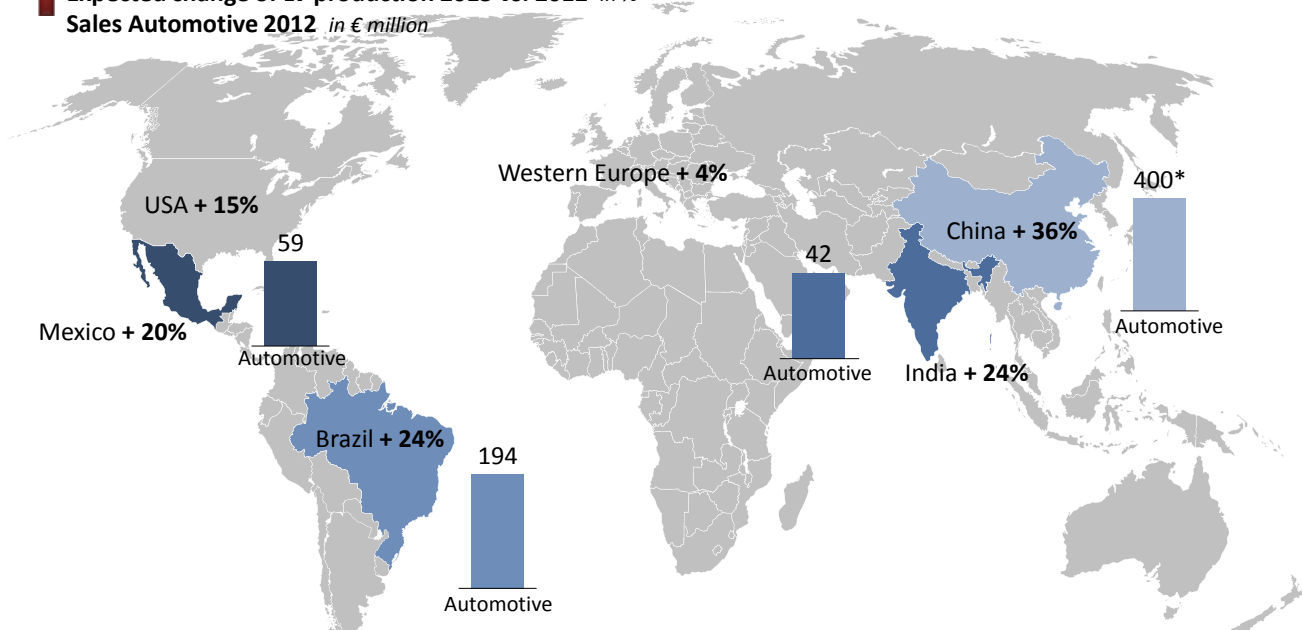 Sales Automotive 2012 in € million
Western Europe + 4%
400*
USA + 15%
China + 36%
59
42
Mexico + 20%
Automotive
Automotive
Automotive
India + 24%
Brazil + 24%
194
Automotive